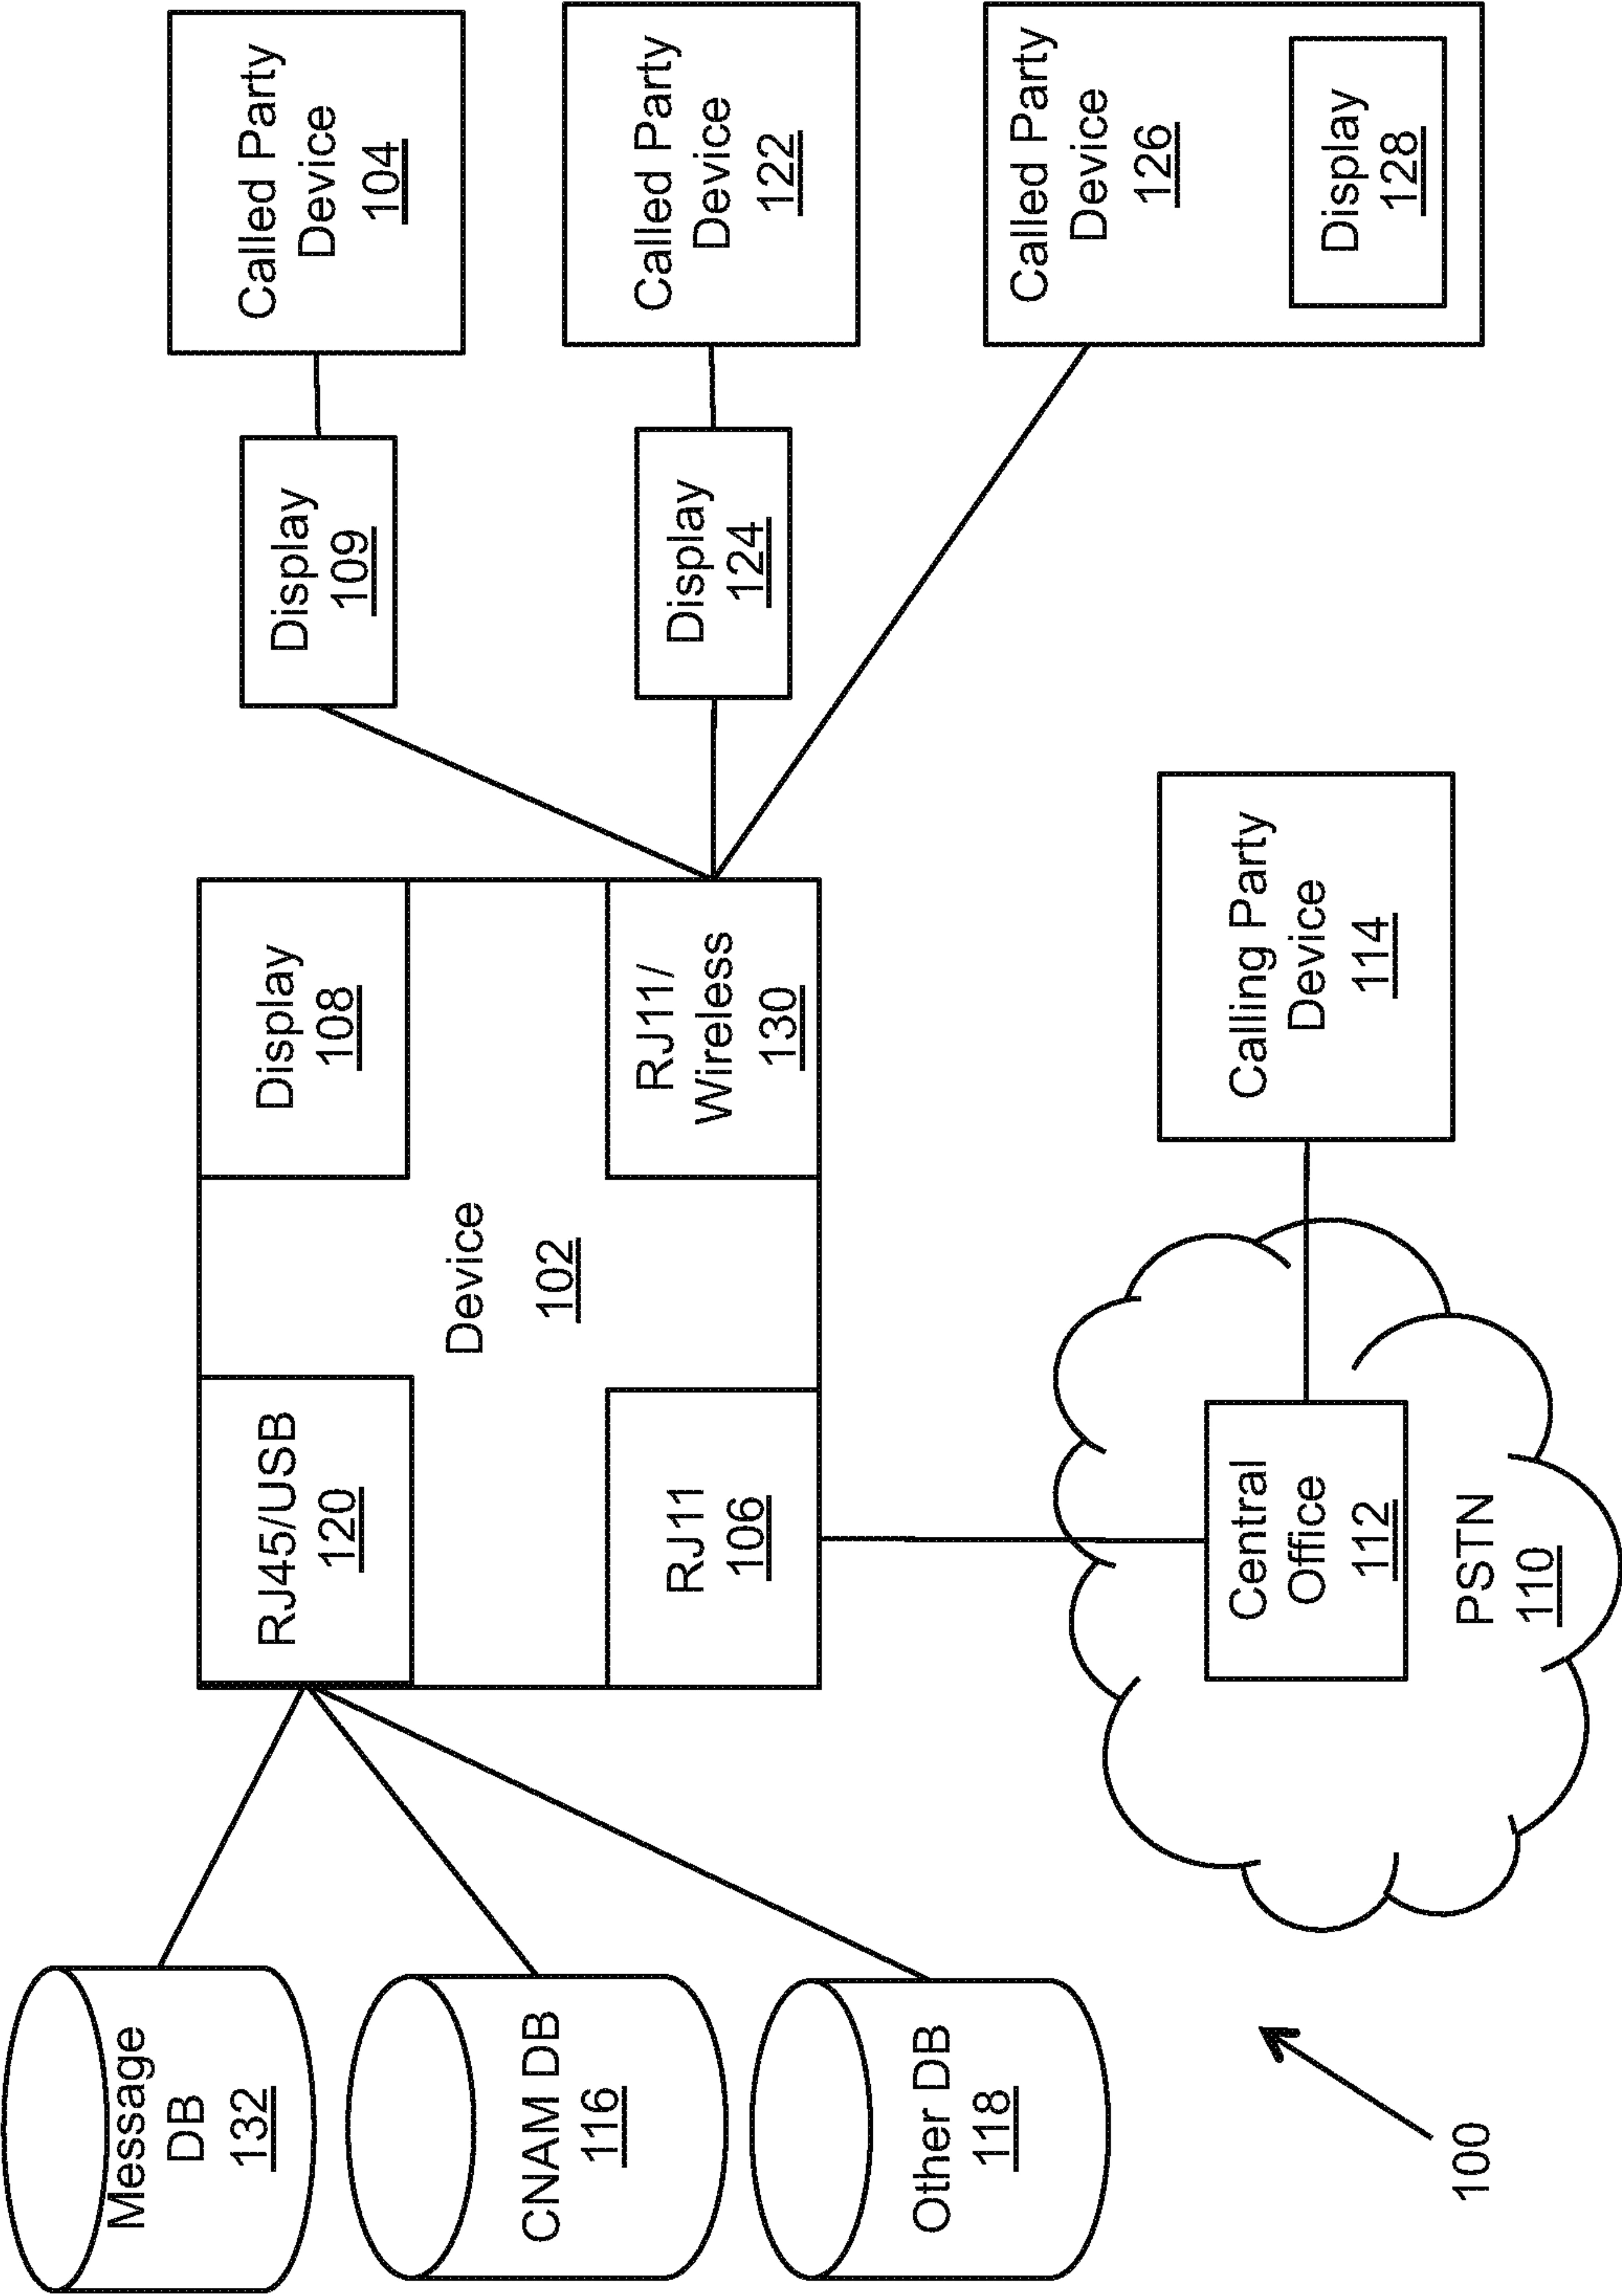 Message
DB
132
CNAM DB
116
Other DB
118
100
RJ45/USB
120
Display
108
Device
102
RJ11
106
RJ11/
Wireless
130
Central
Office
112
PSTN
110
Calling Party
Device
114
Display
109
Called Party
Device
104
Display
124
Called Party
Device
122
Called Party
Device
126
Display
128